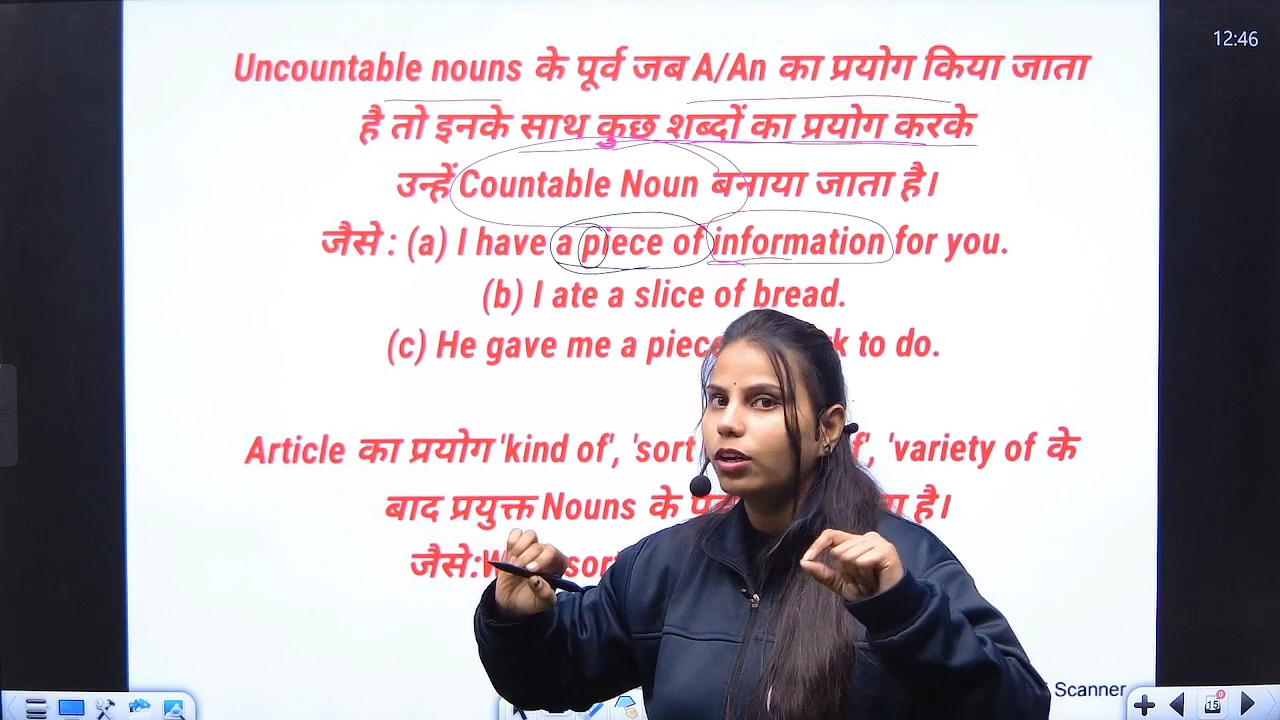 12:46
Uncountable nouns के पूर्व जब A/An का प्रयोग किया जाता
है तो इनके साथ कुछ शब्दों का प्रयोग करके
उन्हें Countable Noun बनाया जाता है।
जैसे : (a) I have a piece of information for you.
(b) I ate a slice of bread.
(c) He gave me a piece to do.
Article का प्रयोग 'kind of', 'sort 'variety of के
बाद प्रयुक्त Nouns के है।
जैसे:
Scanner
15